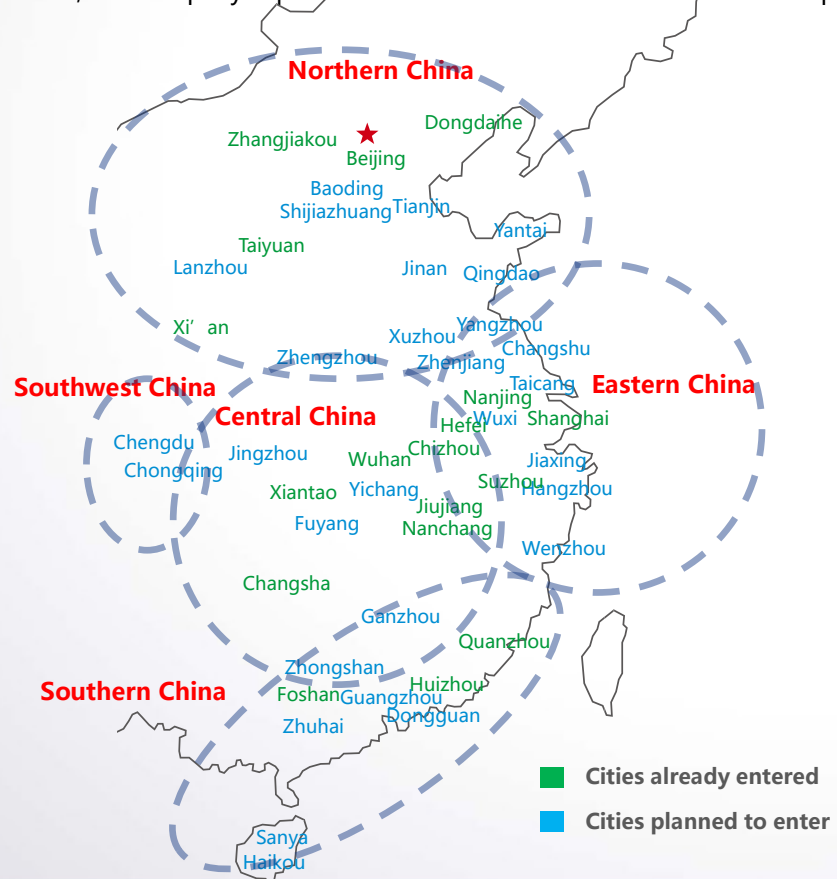 Northern China
Dongdaihe
Zhangjiakou
Beijing
Baoding
Shijiazhuang Tianjin
Yantai
Taiyuan
Lanzhou Jinan Qingdao
Xi’an Xuzhou Yangzhou
Zhengzhou Zhenjiang Changshu
Southwest China Taicang Eastern China
Nanjing
Central China Hefei Wuxi Shanghai
Chengdu Jingzhou Wuhan Chizhou Jiaxing
Chongqing
Xiantao Yichang Suzhou Hangzhou
Jiujiang
Fuyang Nanchang
Wenzhou
Changsha
Ganzhou
Quanzhou
Zhongshan
Southern China Foshan Guangzhou Huizhou
Zhuhai Dongguan
Cities already entered
Cities planned to enter
Sanya
Haikou